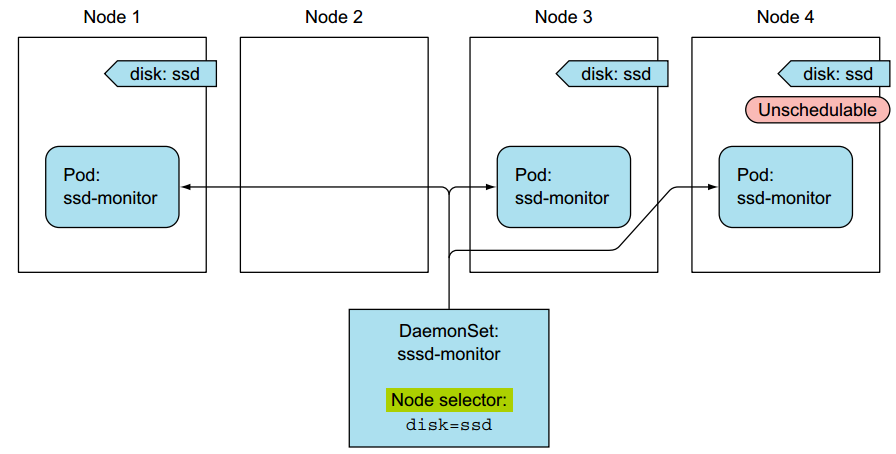 Node 1
Node 2
Node 3
Node 4
disk: ssd
disk: ssd
disk: ssd
Unschedulable
Pod:
ssd-monitor
Pod:
ssd-monitor
Pod:
ssd-monitor
DaemonSet:
sssd-monitor
Node selector:
disk=ssd